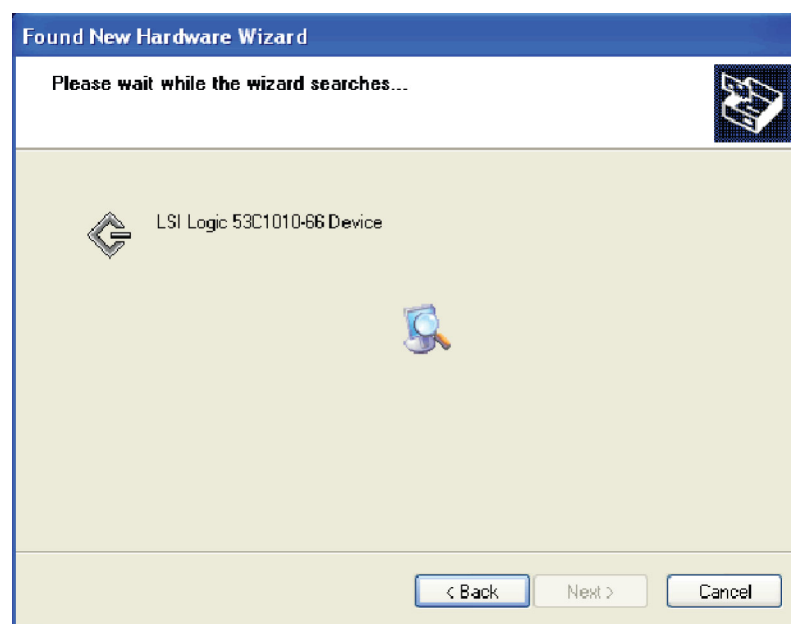 Found New Hardware Wizard
Please wait while the wizard searches...
LSI Logic 53C1010-66 Device
< Back
Next >
Cancel